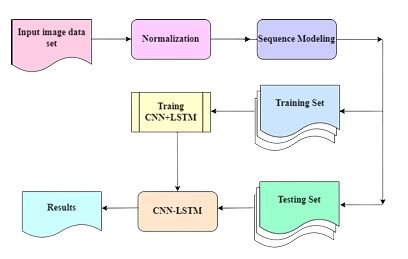 Input image data
set
Normalization
Sequence Modeling
Traing
CNN+LSTM
Training Set
Results
CNN-LSTM
Testing Set